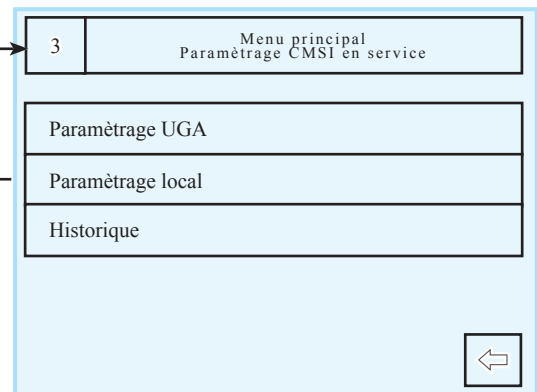 3
Menu principal
Paramètrage CMSI en service
Paramètrage UGA
Paramètrage local
Historique